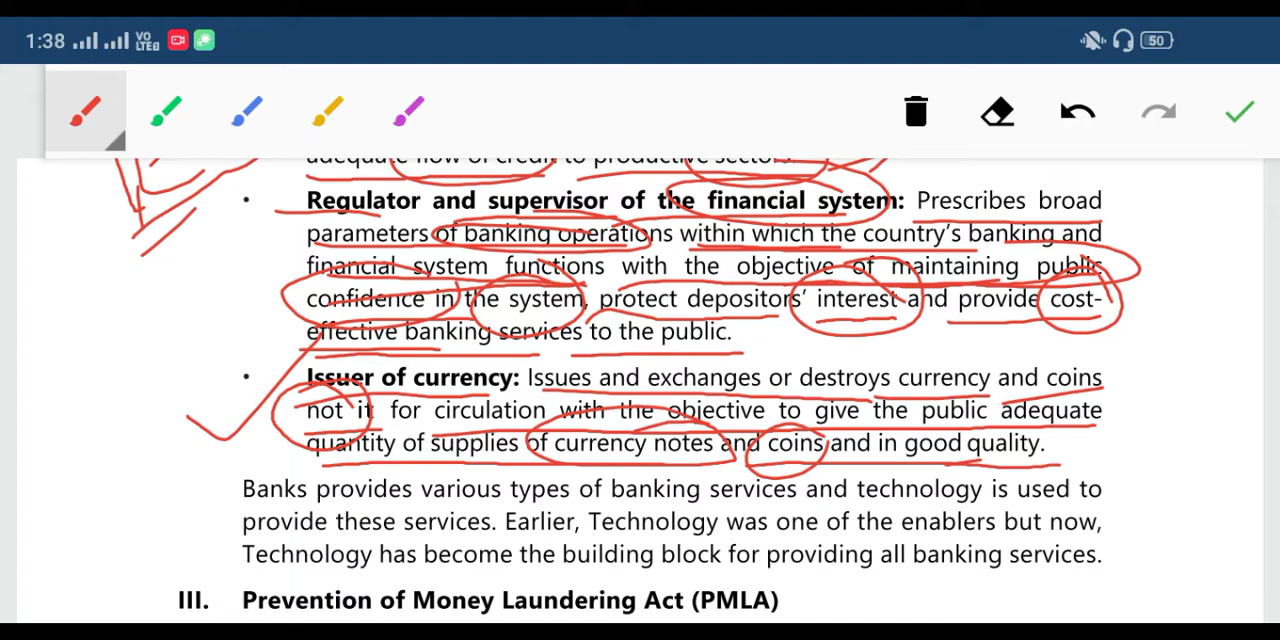 1:38 VO LTE 50
adequate flow of credit to productive sectors.
• Regulator and supervisor of the financial system: Prescribes broad
parameters of banking operations within which the country's banking and
financial system functions with the objective of maintaining public
confidence in the system, protect depositors' interest and provide cost-
effective banking services to the public.
• Issuer of currency: Issues and exchanges or destroys currency and coins
not it for circulation with the objective to give the public adequate
quantity of supplies of currency notes and coins and in good quality.
Banks provides various types of banking services and technology is used to
provide these services. Earlier, Technology was one of the enablers but now,
Technology has become the building block for providing all banking services.
III. Prevention of Money Laundering Act (PMLA)